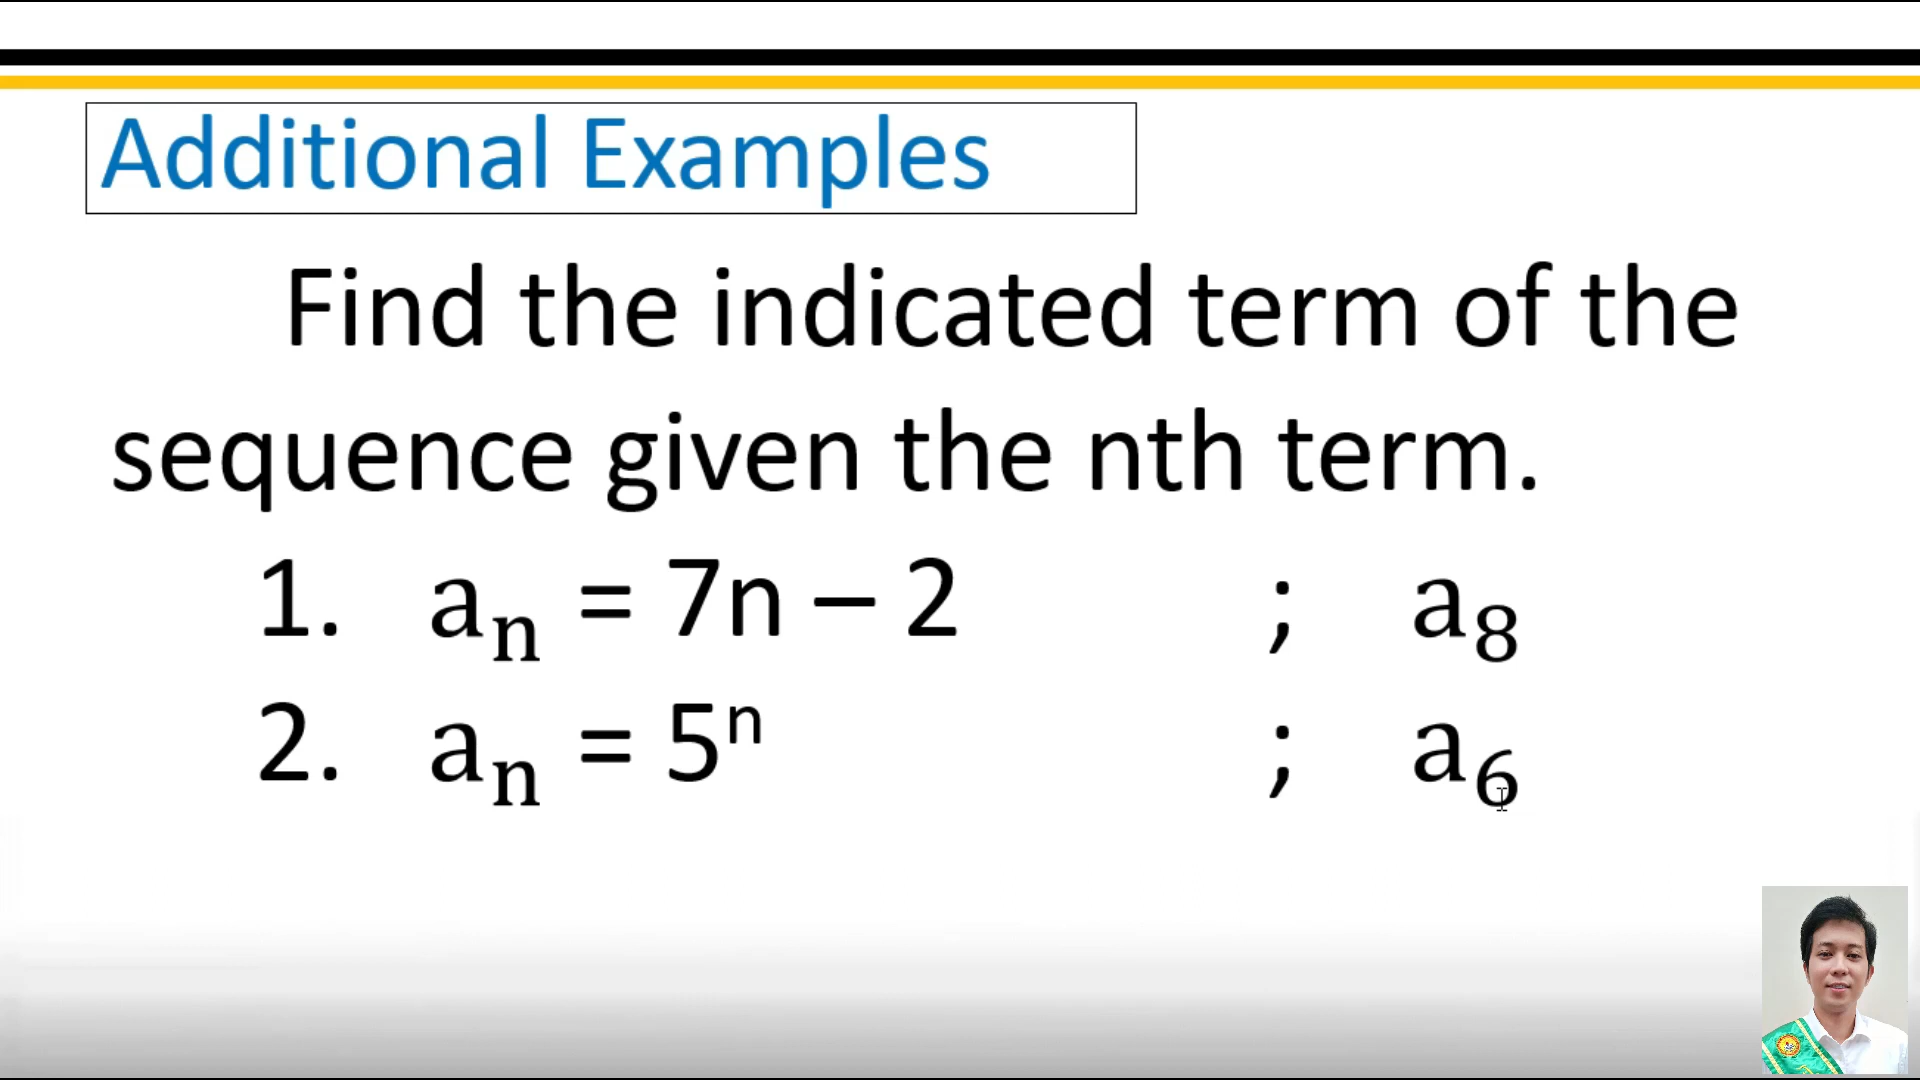 Additional Examples
Find the indicated term of the
sequence given the nth term.
1. aₙ = 7n – 2 ; a₈
2. aₙ = 5ⁿ ; a₆